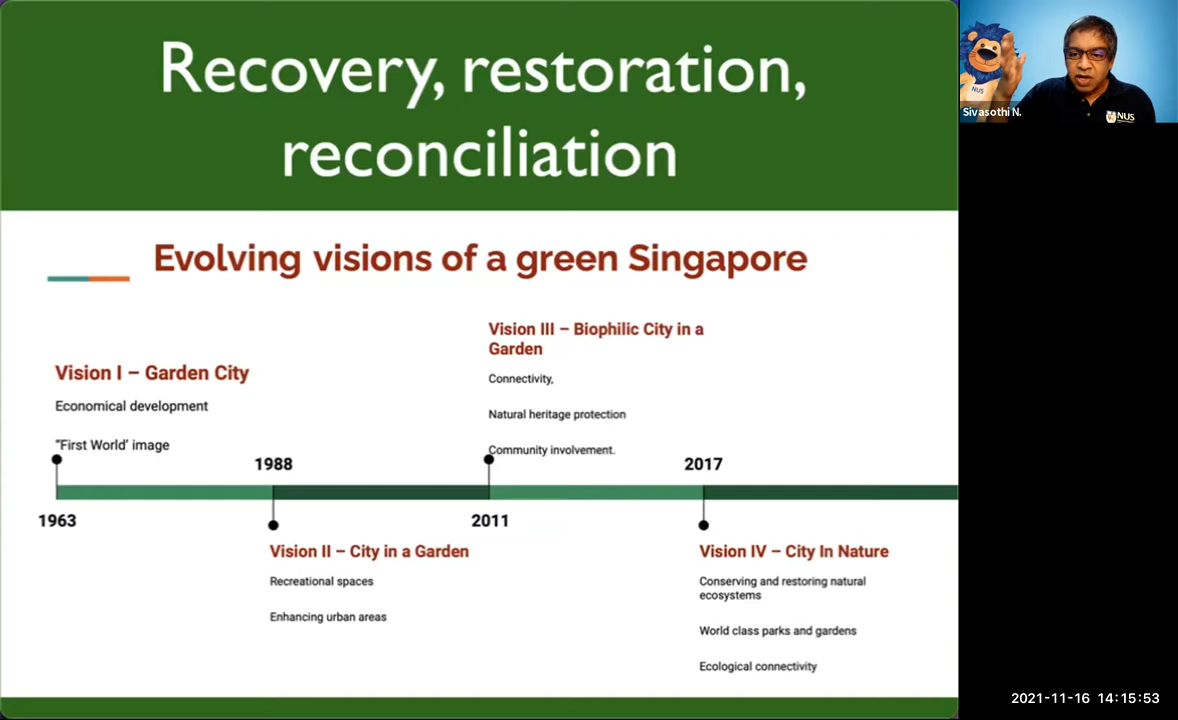 Recovery, restoration,
reconciliation
Evolving visions of a green Singapore
Vision I – Garden City
Economical development
"First World' image
1963
1988
Vision II – City in a Garden
Recreational spaces
Enhancing urban areas
Vision III – Biophilic City in a
Garden
Connectivity,
Natural heritage protection
Community involvement.
2011
2017
Vision IV – City In Nature
Conserving and restoring natural
ecosystems
World class parks and gardens
Ecological connectivity
NUS
NUS
Sivasothi N.
2021-11-16 14:15:53